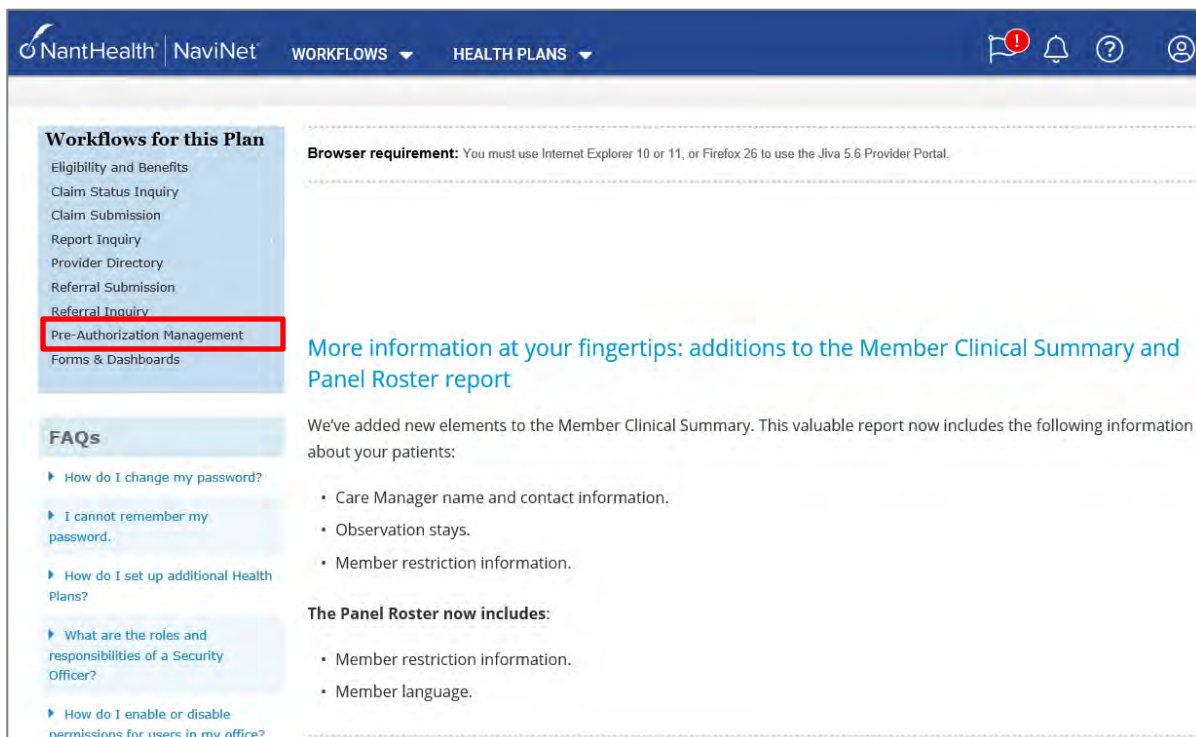 NantHealth® | NaviNet®
WORKFLOWS
HEALTH PLANS
!
?
Workflows for this Plan
Eligibility and Benefits
Claim Status Inquiry
Claim Submission
Report Inquiry
Provider Directory
Referral Submission
Referral Inquiry
Pre-Authorization Management
Forms & Dashboards
FAQs
How do I change my password?
I cannot remember my
password.
How do I set up additional Health
Plans?
What are the roles and
responsibilities of a Security
Officer?
How do I enable or disable
permissions for users in my office?
Browser requirement: You must use Internet Explorer 10 or 11, or Firefox 26 to use the Jiva 5.6 Provider Portal.
More information at your fingertips: additions to the Member Clinical Summary and
Panel Roster report
We've added new elements to the Member Clinical Summary. This valuable report now includes the following information
about your patients:
• Care Manager name and contact information.
• Observation stays.
• Member restriction information.
The Panel Roster now includes:
• Member restriction information.
• Member language.